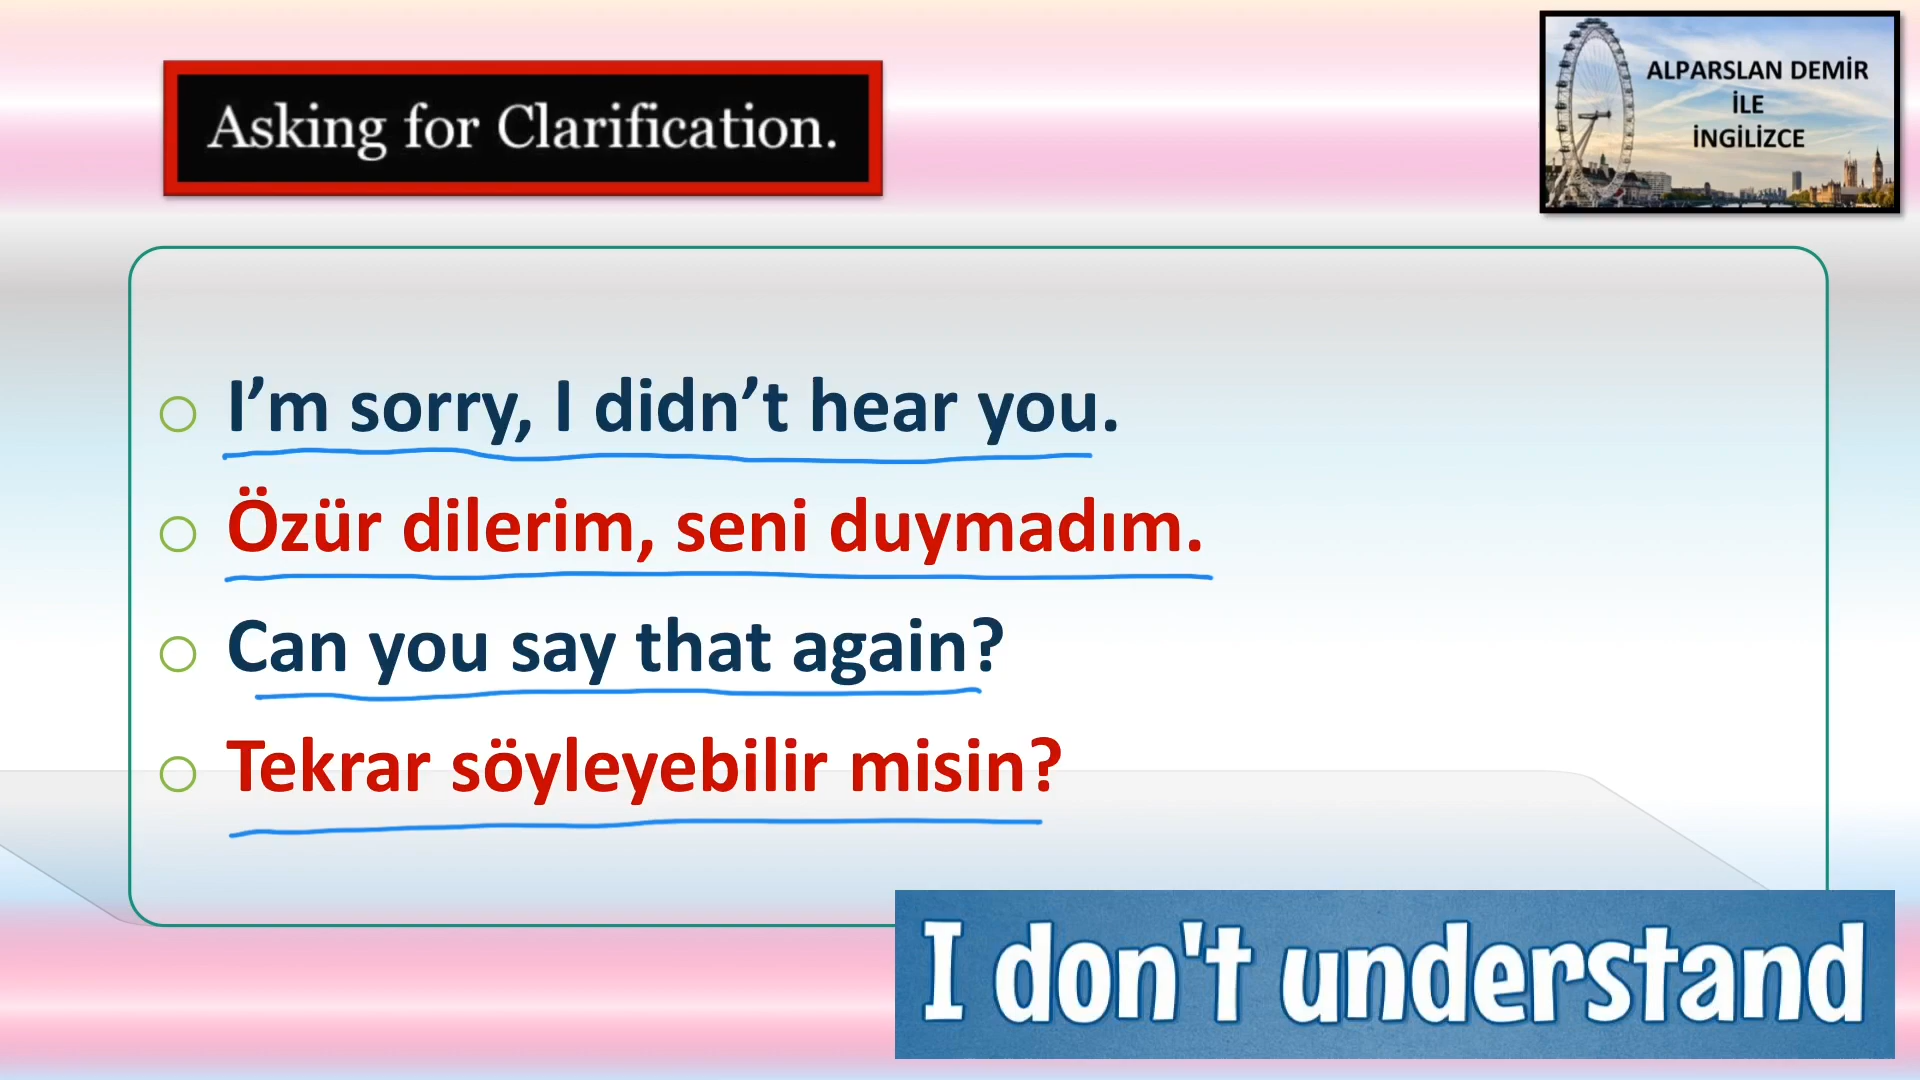 Asking for Clarification.
ALPARSLAN DEMİR
İLE
İNGİLİZCE
I’m sorry, I didn’t hear you.
Özür dilerim, seni duymadım.
Can you say that again?
Tekrar söyleyebilir misin?
I don't understand